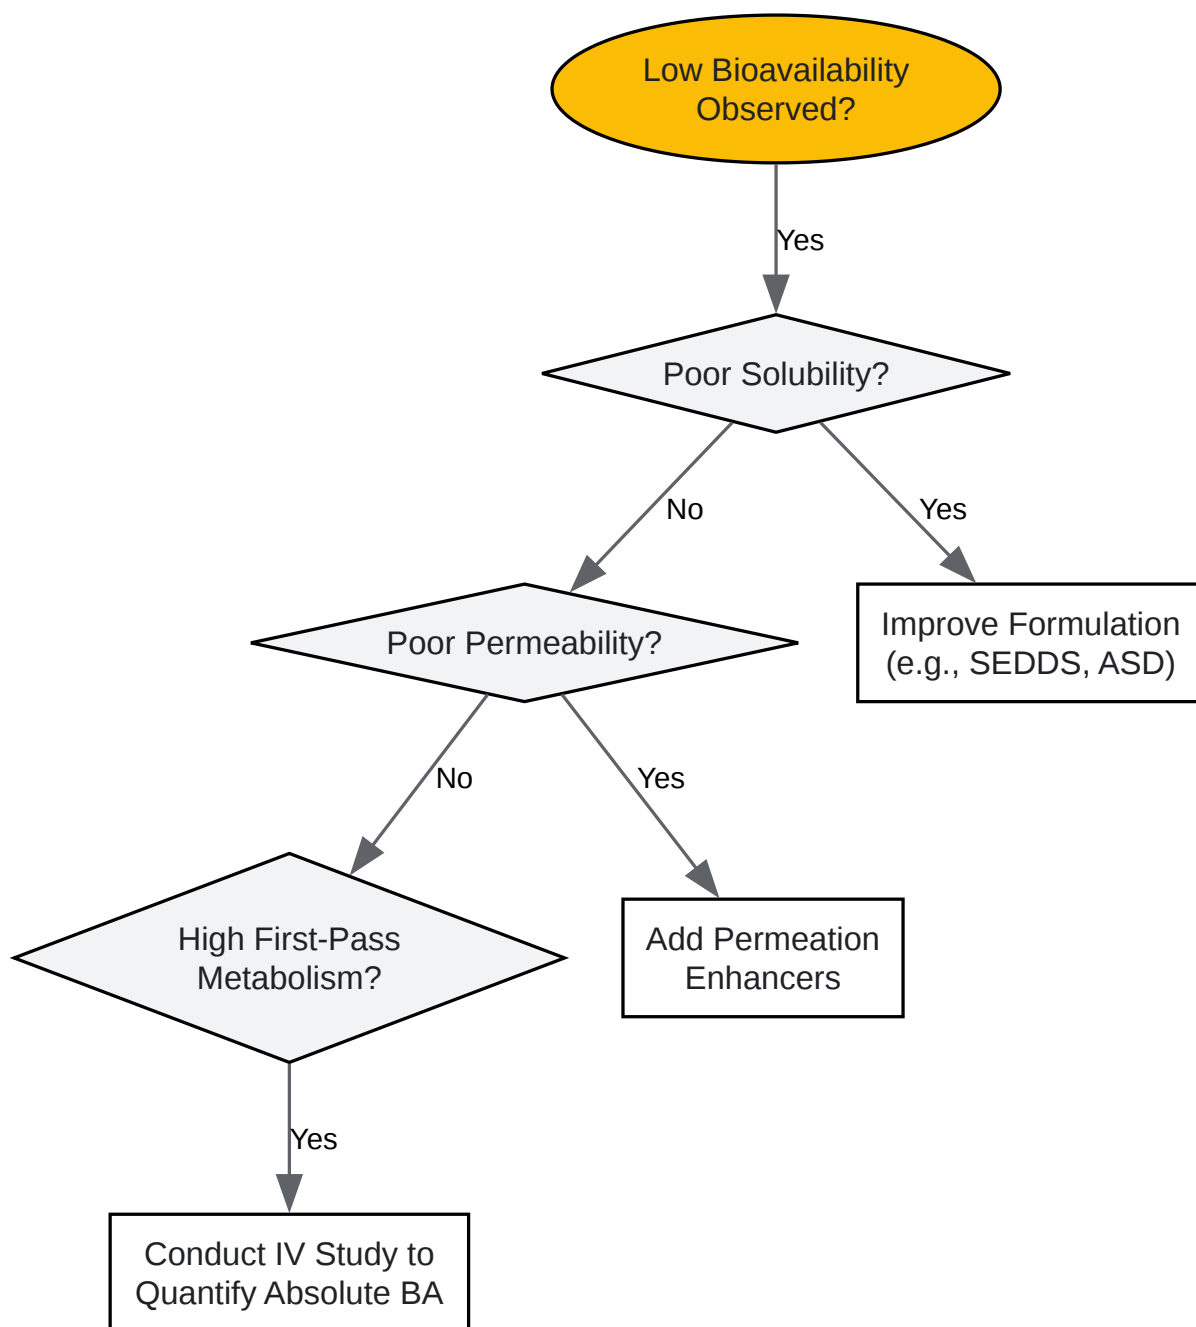 Low Bioavailability
Observed?
Yes
Poor Solubility?
No
Yes
Poor Permeability?
Improve Formulation
(e.g., SEDDS, ASD)
No
Yes
High First-Pass
Metabolism?
Add Permeation
Enhancers
Yes
Conduct IV Study to
Quantify Absolute BA